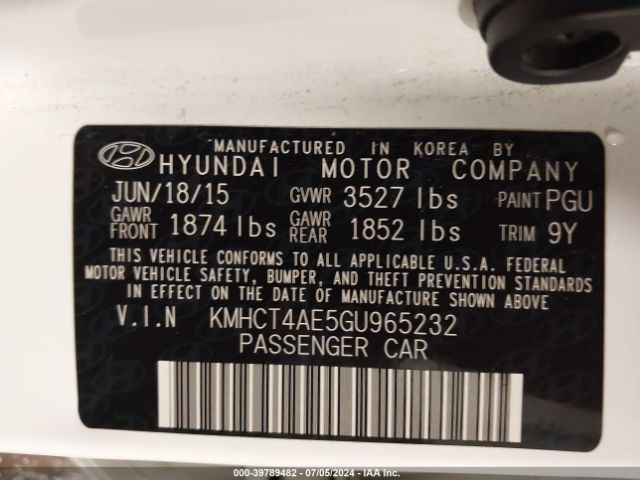 MANUFACTURED IN KOREA BY
HYUNDAI MOTOR COMPANY
JUN/18/15 GVWR 3527 lbs PAINT PGU
GAWR FRONT 1874 lbs GAWR REAR 1852 lbs TRIM 9Y
THIS VEHICLE CONFORMS TO ALL APPLICABLE U.S.A. FEDERAL
MOTOR VEHICLE SAFETY, BUMPER, AND THEFT PREVENTION STANDARDS
IN EFFECT ON THE DATE OF MANUFACTURE SHOWN ABOVE
V.I.N KMHCT4AE5GU965232
PASSENGER CAR
000-39789482 - 07/05/2024 - IAA Inc.